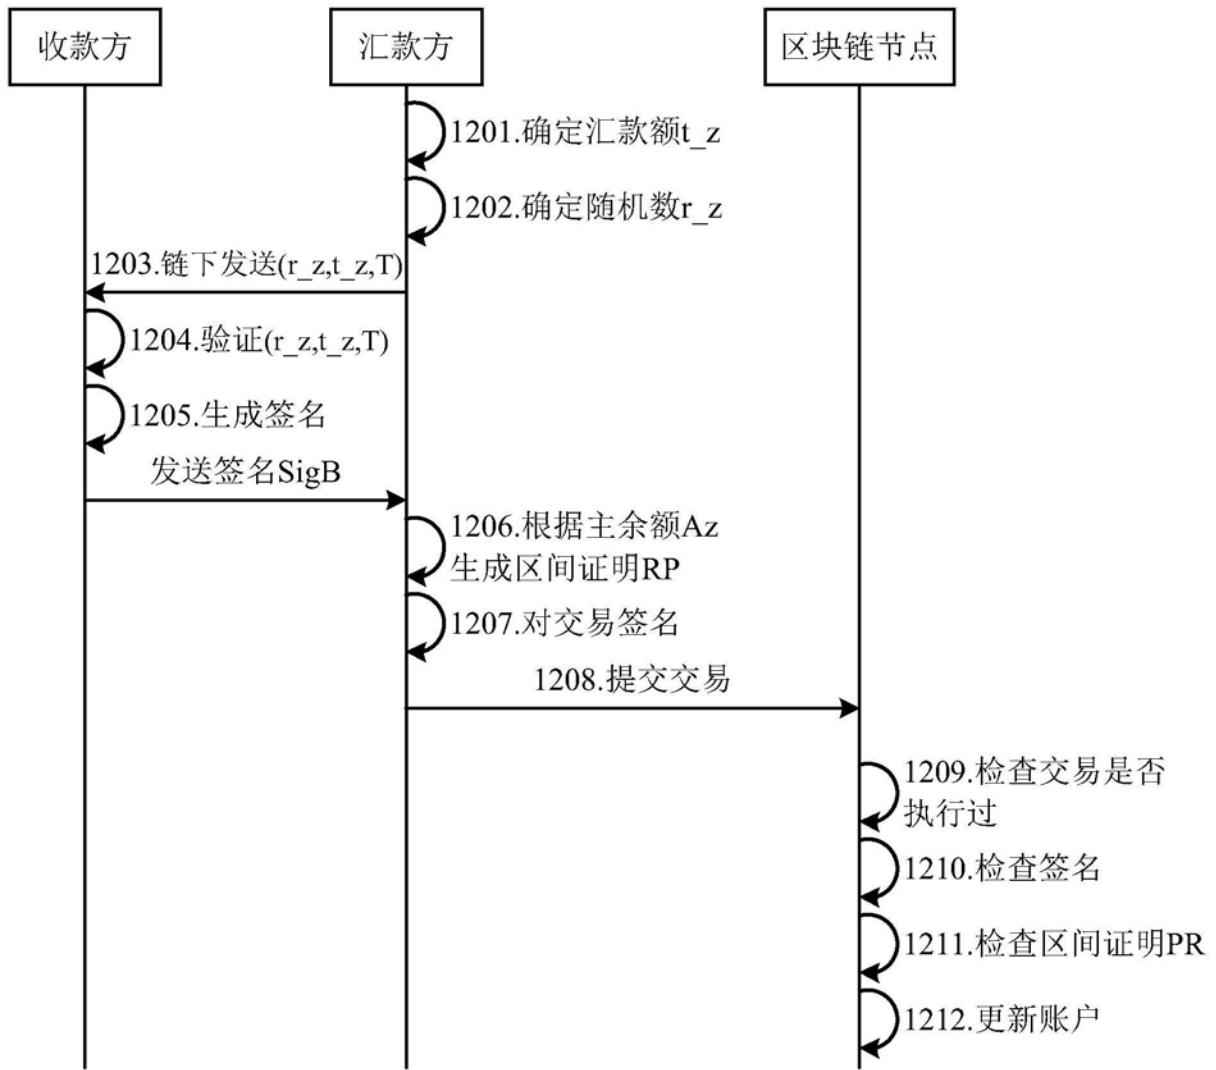 收款方
汇款方
区块链节点
1201.确定汇款额t_z
1202.确定随机数r_z
1203.链下发送(r_z,t_z,T)
1204.验证(r_z,t_z,T)
1205.生成签名
发送签名SigB
1206.根据主余额Az
生成区间证明RP
1207.对交易签名
1208.提交交易
1209.检查交易是否
执行过
1210.检查签名
1211.检查区间证明PR
1212.更新账户